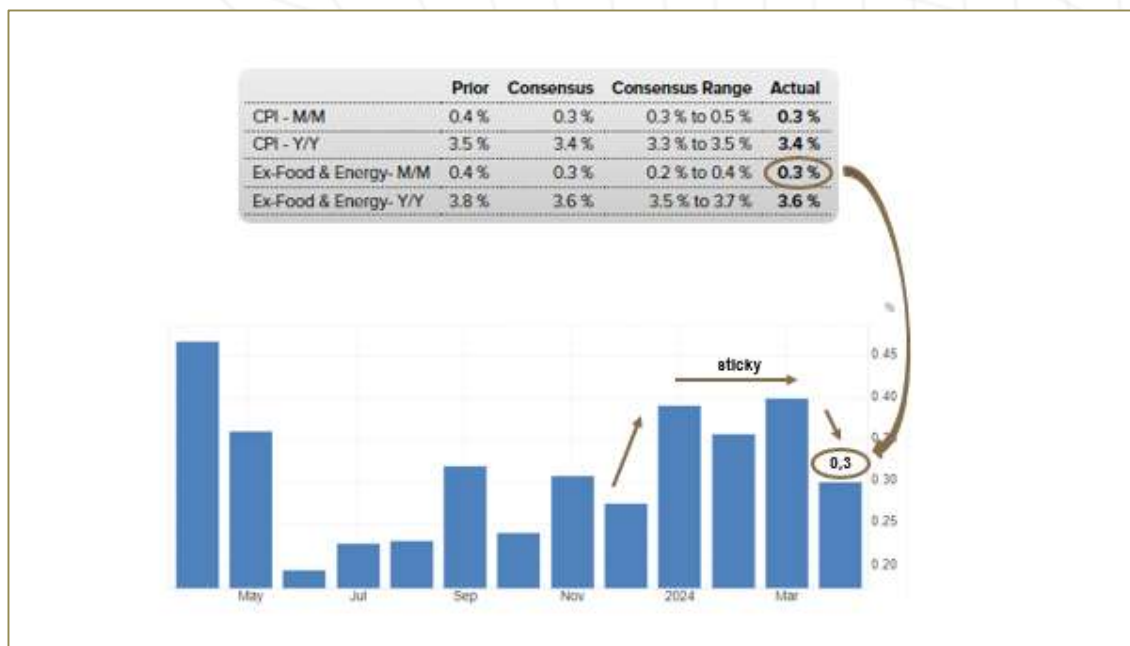 Prior Consensus Consensus Range Actual
CPI - M/M 0.4 % 0.3 % 0.3 % to 0.5 % 0.3 %
CPI - Y/Y 3.5 % 3.4 % 3.3 % to 3.5 % 3.4 %
Ex-Food & Energy- M/M 0.4 % 0.3 % 0.2 % to 0.4 % 0.3 %
Ex-Food & Energy- Y/Y 3.8 % 3.6 % 3.5 % to 3.7 % 3.6 %
%
0.45
sticky
0.40
0,3
0.30
0.25
0.20
May Jul Sep Nov 2024 Mar